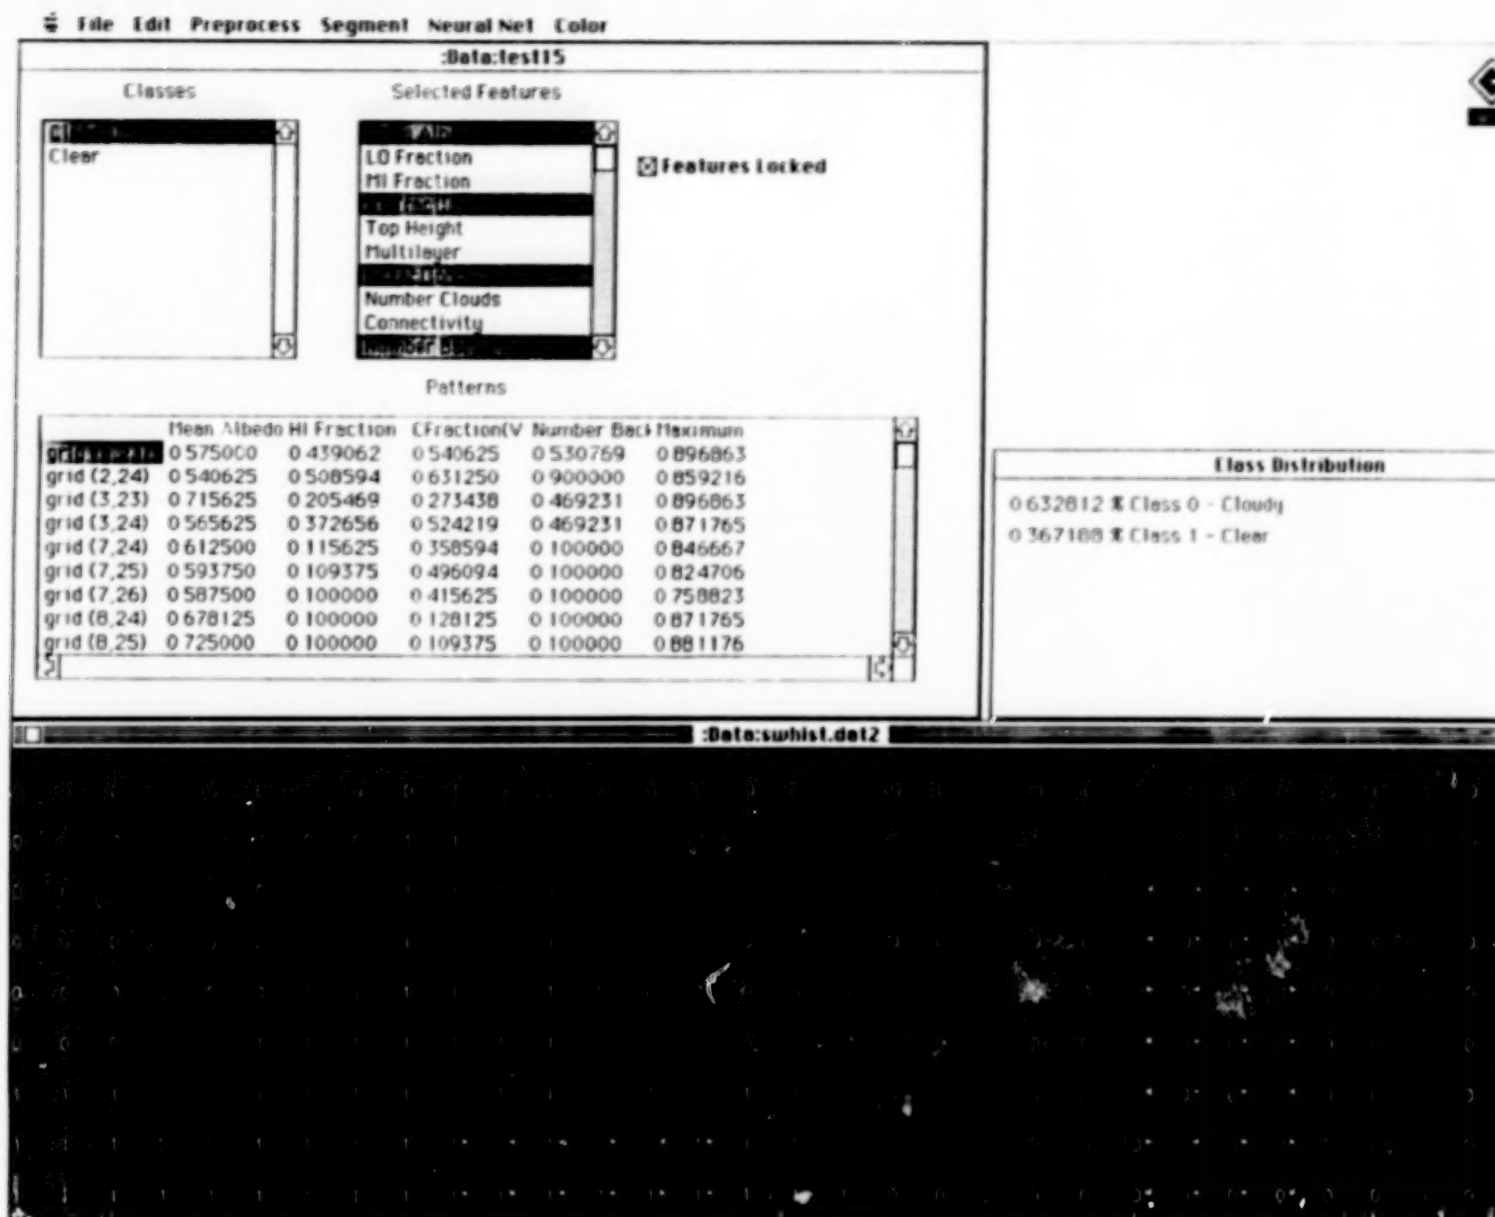 File Edit Preprocess Segment Neural Net Color
:Data:test15
Classes
Clear
Selected Features
LO Fraction
MI Fraction
Top Height
Multilayer
Number Clouds
Connectivity
Number
Features Locked
Patterns
Mean Albedo HI Fraction CFraction(V Number Back Maximum
0.575000 0.439062 0.540625 0.530769 0.896863
grid (2,24) 0.540625 0.508594 0.631250 0.900000 0.859216
grid (3,23) 0.715625 0.205469 0.273438 0.469231 0.896863
grid (3,24) 0.565625 0.372656 0.524219 0.469231 0.871765
grid (7,24) 0.612500 0.115625 0.358594 0.100000 0.846667
grid (7,25) 0.593750 0.109375 0.496094 0.100000 0.824706
grid (7,26) 0.587500 0.100000 0.415625 0.100000 0.758823
grid (8,24) 0.678125 0.100000 0.128125 0.100000 0.871765
grid (8,25) 0.725000 0.100000 0.109375 0.100000 0.881176
Class Distribution
0.632812 % Class 0 - Cloudy
0.367188 % Class 1 - Clear
:Data:swhist.dat2